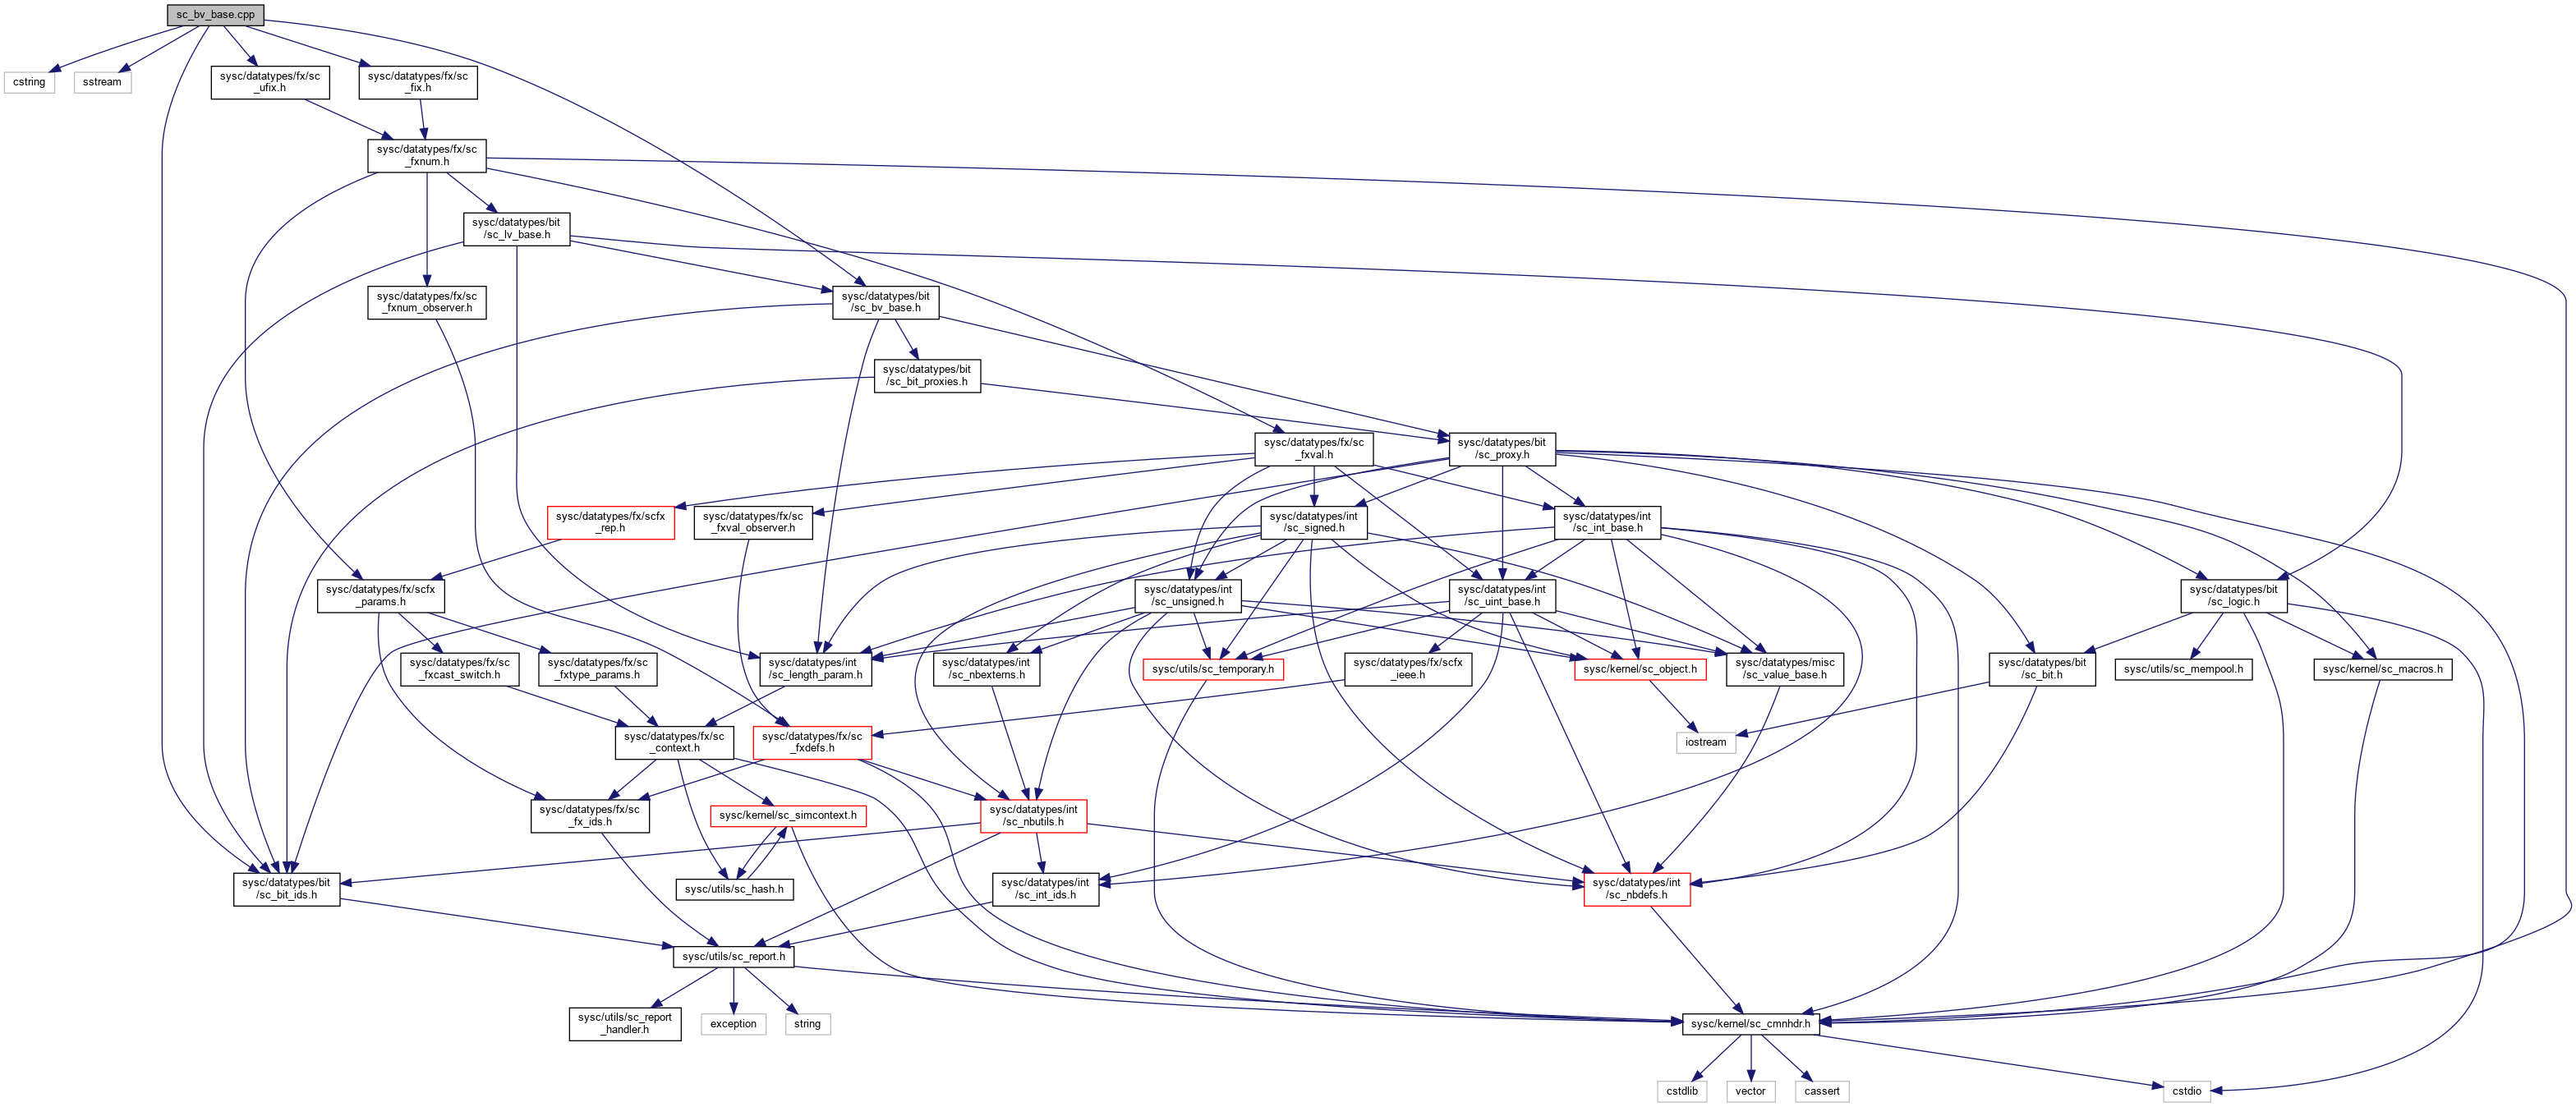 sc_bv_base.cpp
cstring
sstream
sysc/datatypes/fx/sc
_ufix.h
sysc/datatypes/fx/sc
_fix.h
sysc/datatypes/fx/sc
_fxnum.h
sysc/datatypes/bit
/sc_lv_base.h
sysc/datatypes/fx/sc
_fxnum_observer.h
sysc/datatypes/bit
/sc_bv_base.h
sysc/datatypes/bit
/sc_bit_proxies.h
sysc/datatypes/fx/sc
_fxval.h
sysc/datatypes/bit
/sc_proxy.h
sysc/datatypes/fx/scfx
_rep.h
sysc/datatypes/fx/sc
_fxval_observer.h
sysc/datatypes/int
/sc_signed.h
sysc/datatypes/int
/sc_int_base.h
sysc/datatypes/fx/scfx
_params.h
sysc/datatypes/int
/sc_unsigned.h
sysc/datatypes/int
/sc_uint_base.h
sysc/datatypes/bit
/sc_logic.h
sysc/datatypes/fx/sc
_fxcast_switch.h
sysc/datatypes/fx/sc
_fxtype_params.h
sysc/datatypes/int
/sc_length_param.h
sysc/datatypes/int
/sc_nbexterns.h
sysc/utils/sc_temporary.h
sysc/datatypes/fx/scfx
_ieee.h
sysc/kernel/sc_object.h
sysc/datatypes/misc
/sc_value_base.h
sysc/datatypes/bit
/sc_bit.h
sysc/utils/sc_mempool.h
sysc/kernel/sc_macros.h
sysc/datatypes/fx/sc
_context.h
sysc/datatypes/fx/sc
_fxdefs.h
iostream
sysc/datatypes/fx/sc
_fx_ids.h
sysc/kernel/sc_simcontext.h
sysc/datatypes/int
/sc_nbutils.h
sysc/datatypes/bit
/sc_bit_ids.h
sysc/utils/sc_hash.h
sysc/datatypes/int
/sc_int_ids.h
sysc/datatypes/int
/sc_nbdefs.h
sysc/utils/sc_report.h
sysc/utils/sc_report
_handler.h
exception
string
sysc/kernel/sc_cmnhdr.h
cstdlib
vector
cassert
cstdio